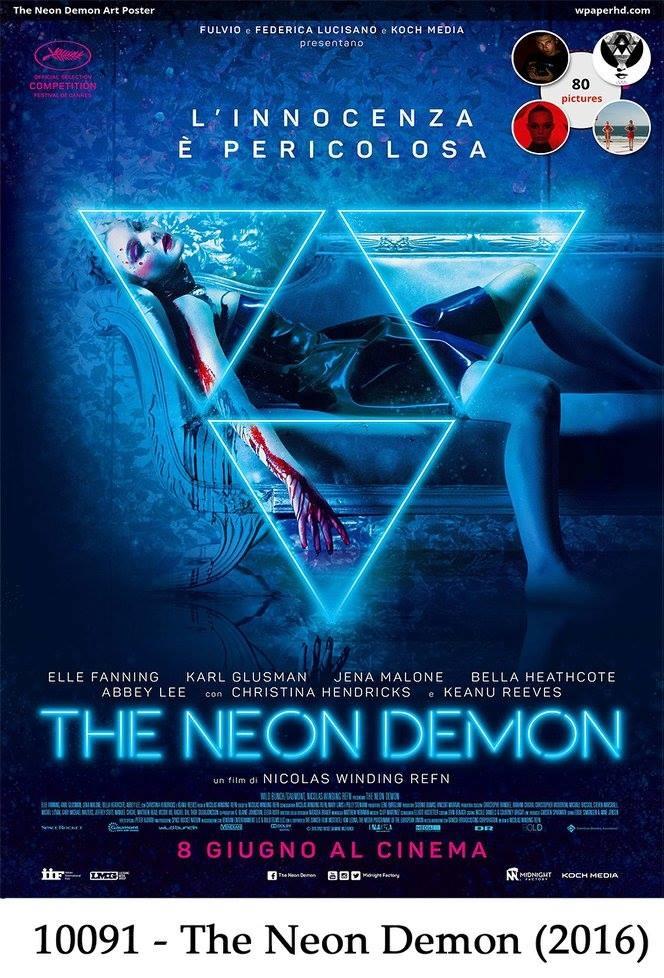 The Neon Demon Art Poster
wpaperhd.com
FULVIO e FEDERICA LUCISANO e KOCH MEDIA
presentano
OFFICIAL SELECTION
COMPETITION
FESTIVAL DE CANNES
80
pictures
L'INNOCENZA
È PERICOLOSA
ELLE FANNING KARL GLUSMAN JENA MALONE BELLA HEATHCOTE
ABBEY LEE con CHRISTINA HENDRICKS e KEANU REEVES
THE NEON DEMON
un film di NICOLAS WINDING REFN
8 GIUGNO AL CINEMA
The Neon Demon
Midnight Factory
MIDNIGHT
FACTORY
KOCH MEDIA
10091 - The Neon Demon (2016)